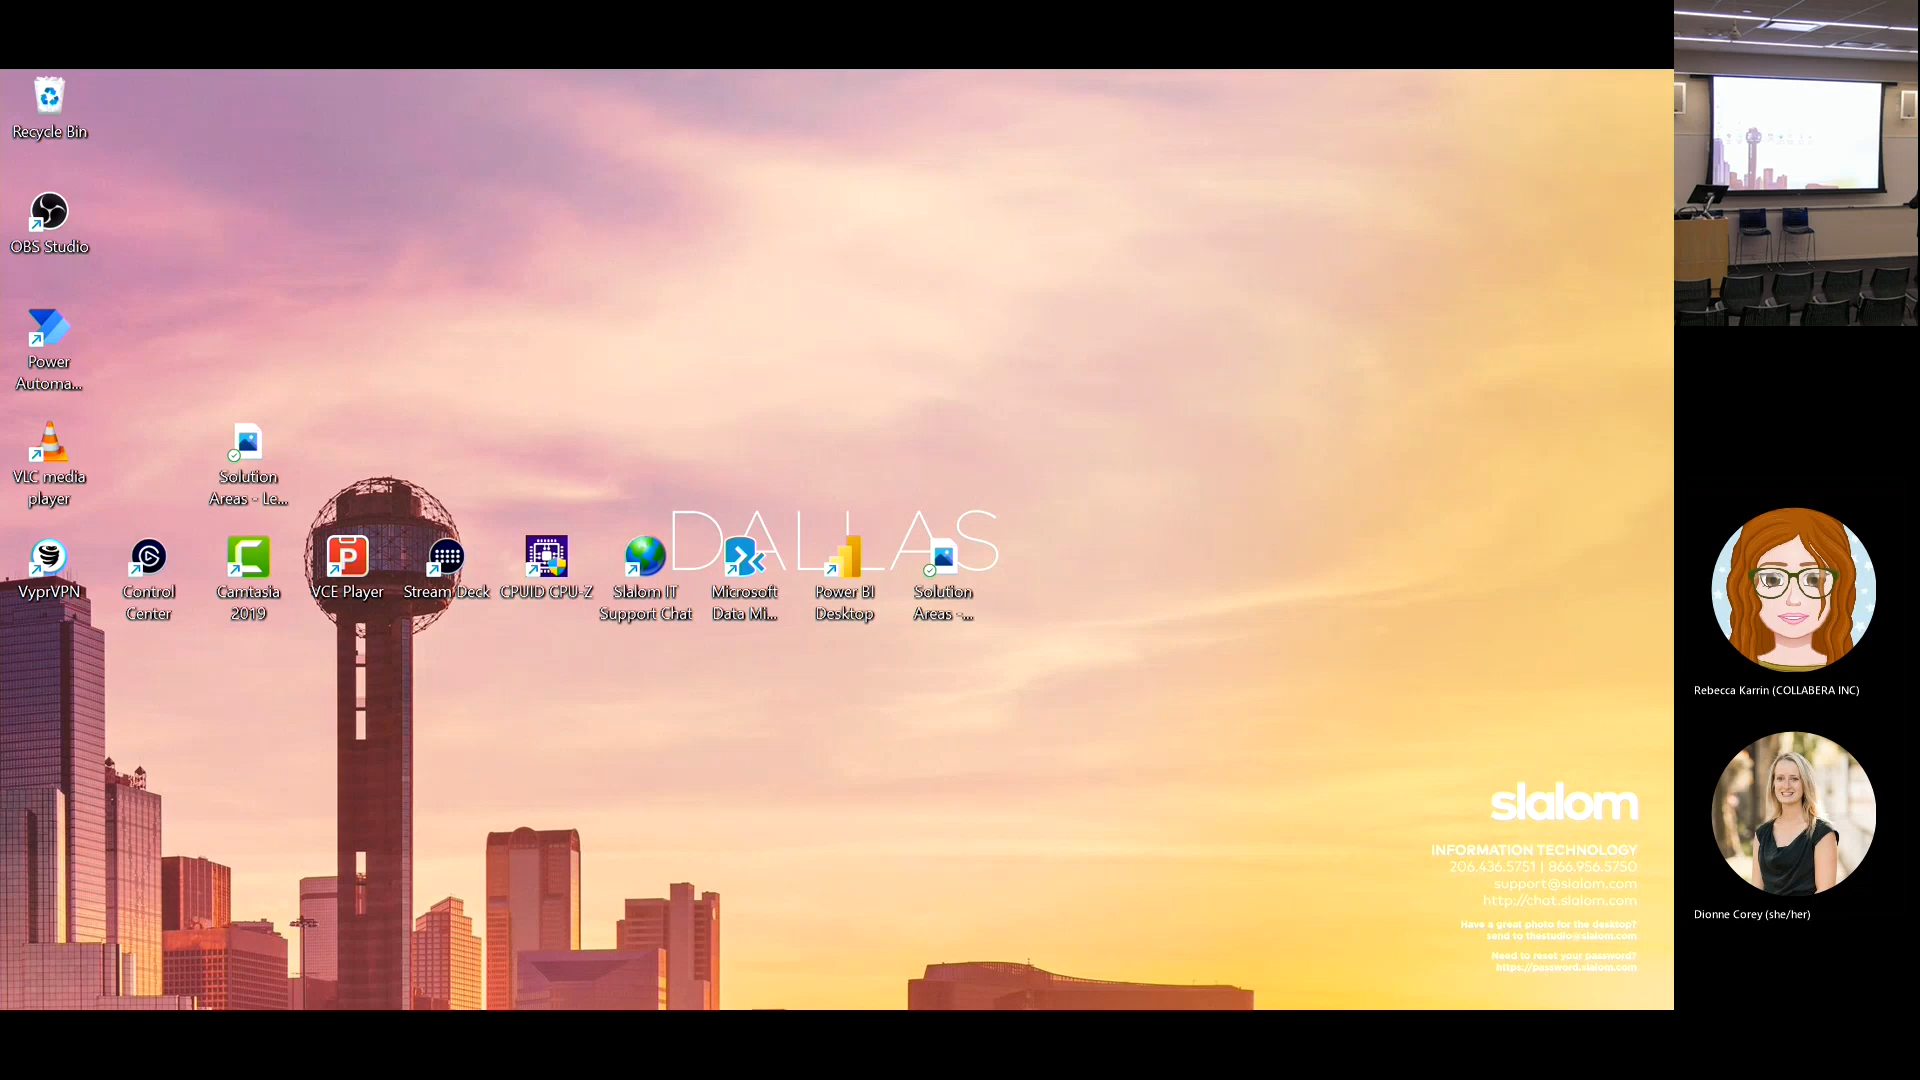 Recycle Bin
OBS Studio
Power
Automa...
VLC media
player
Solution
Areas - Le...
VyprVPN
Control
Center
Camtasia
2019
VCE Player
Stream Deck
CPUID CPU-Z
Slalom IT
Support Chat
Microsoft
Data Mi...
Power BI
Desktop
Solution
Areas -...
DALLAS
slalom
INFORMATION TECHNOLOGY
206.436.5751 | 866.956.5750
support@slalom.com
http://chat.slalom.com
Have a great photo for the desktop?
send to thestudio@slalom.com
Need to reset your password?
https://password.slalom.com
Rebecca Karrin (COLLABERA INC)
Dionne Corey (she/her)